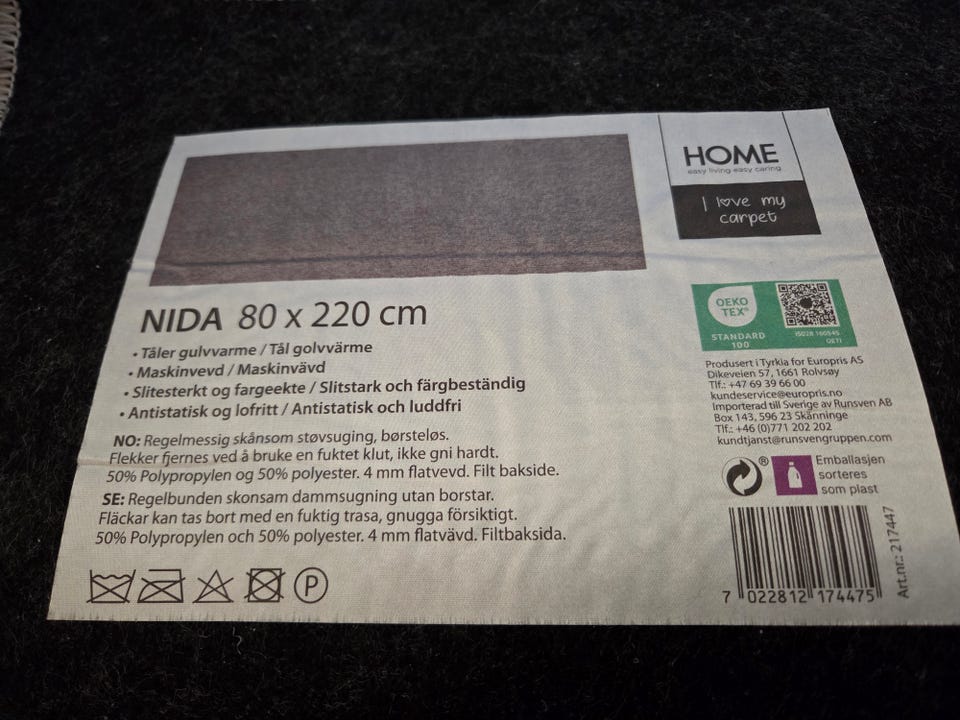 HOME
easy living easy caring
I love my
carpet
NIDA 80 x 220 cm
• Tåler gulvvarme / Tål golvvärme
• Maskinvevd / Maskinvävd
• Slitesterkt og fargeekte / Slitstark och färgbeständig
• Antistatisk og lofritt / Antistatisk och luddfri
NO: Regelmessig skånsom støvsuging, børsteløs.
Flekker fjernes ved å bruke en fuktet klut, ikke gni hardt.
50% Polypropylen og 50% polyester. 4 mm flatvevd. Filt bakside.
SE: Regelbunden skonsam dammsugning utan borstar.
Fläckar kan tas bort med en fuktig trasa, gnugga försiktigt.
50% Polypropylen och 50% polyester. 4 mm flatvävd. Filtbaksida.
P
OEKO
TEX®
STANDARD
100
IS028 160545
OETI
Produsert i Tyrkia for Europris AS
Dikeveien 57, 1661 Rolvsøy
Tlf.: +47 69 39 66 00
kundeservice@europris.no
Importerad till Sverige av Runsven AB
Box 143, 596 23 Skänninge
Tlf.: +46 (0)771 202 202
kundtjanst@runsvengruppen.com
®
Emballasjen
sorteres
som plast
7 022812 174475
Art.nr.: 217447